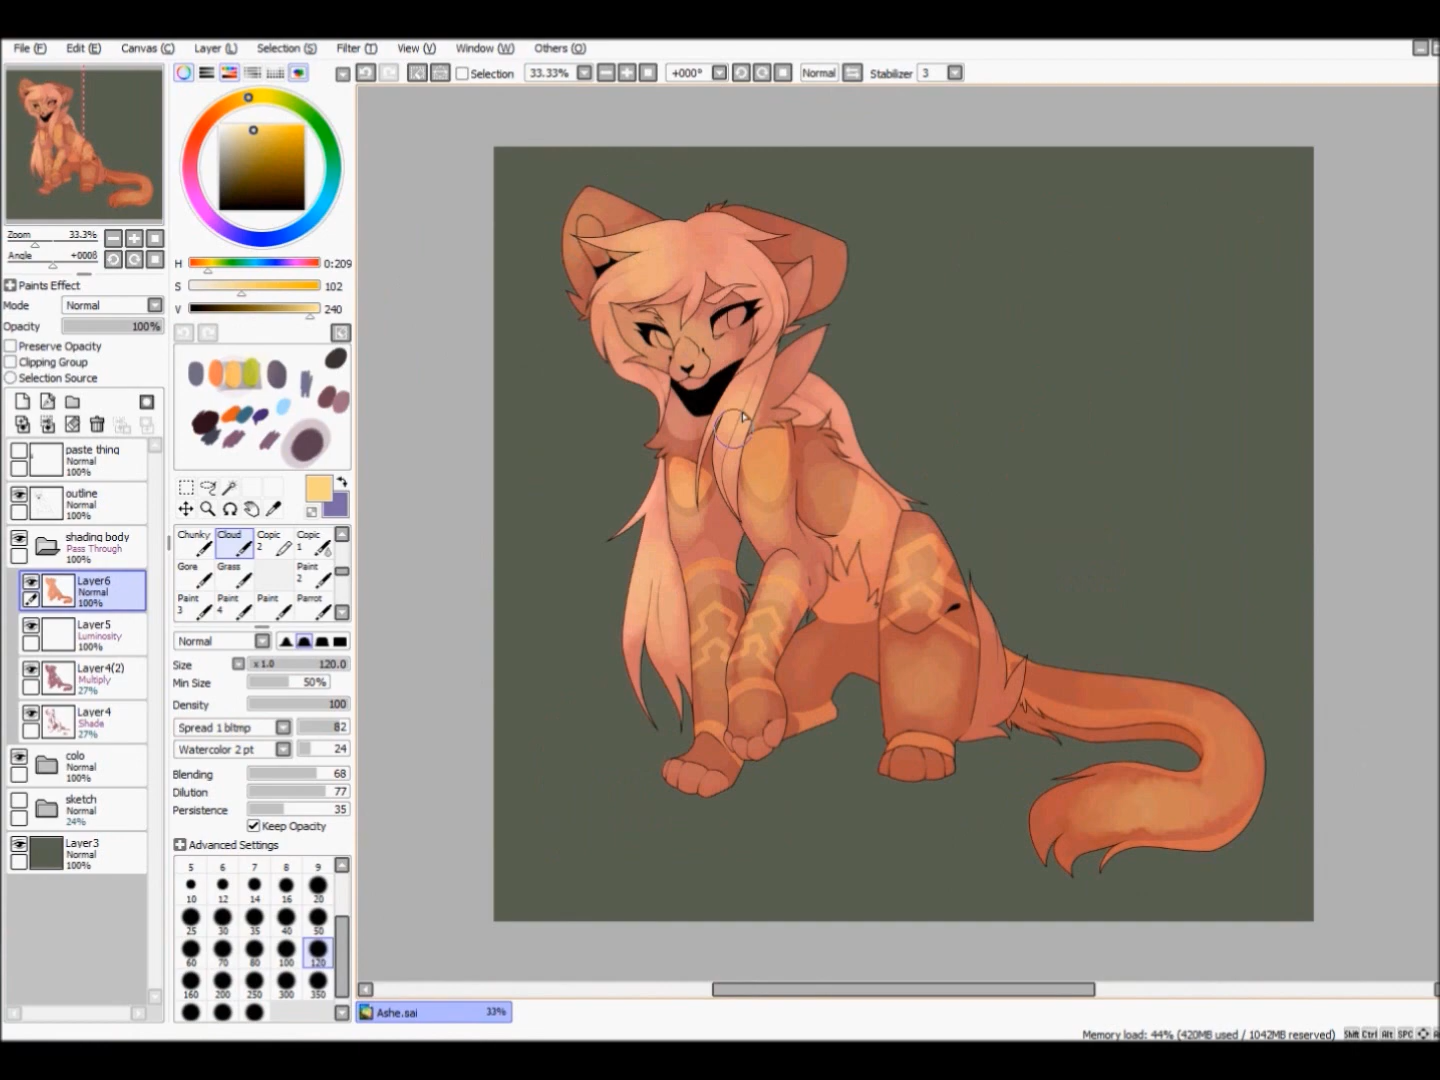 File (F) Edit (E) Canvas (C) Layer (L) Selection (S) Filter (T) View (V) Window (W) Others (O)
Selection 33.33% +000° Normal Stabilizer 3
Zoom 33.3%
Angle +000ß
Paints Effect
Mode Normal
Opacity 100%
Preserve Opacity
Clipping Group
Selection Source
paste thing
Normal
100%
outline
Normal
100%
shading body
Pass Through
100%
Layer6
Normal
100%
Layer5
Luminosity
100%
Layer4(2)
Multiply
27%
Layer4
Shade
27%
colo
Normal
100%
sketch
Normal
24%
Layer3
Normal
100%
H 0:209
S 102
V 240
Chunky Cloud Copic 2 Copic 1
Gore Grass Paint 2
Paint 3 Paint 4 Paint Parrot
Normal
Size x 1.0 120.0
Min Size 50%
Density 100
Spread 1 bltmp 82
Watercolor 2 pt 24
Blending 68
Dilution 77
Persistence 35
Keep Opacity
Advanced Settings
5 6 7 8 9
10 12 14 16 20
25 30 35 40 50
60 70 80 100 120
160 200 250 300 350
Ashe.sai 33%
Memory load: 44% (420MB used / 1042MB reserved) Shift Ctrl Alt SPC